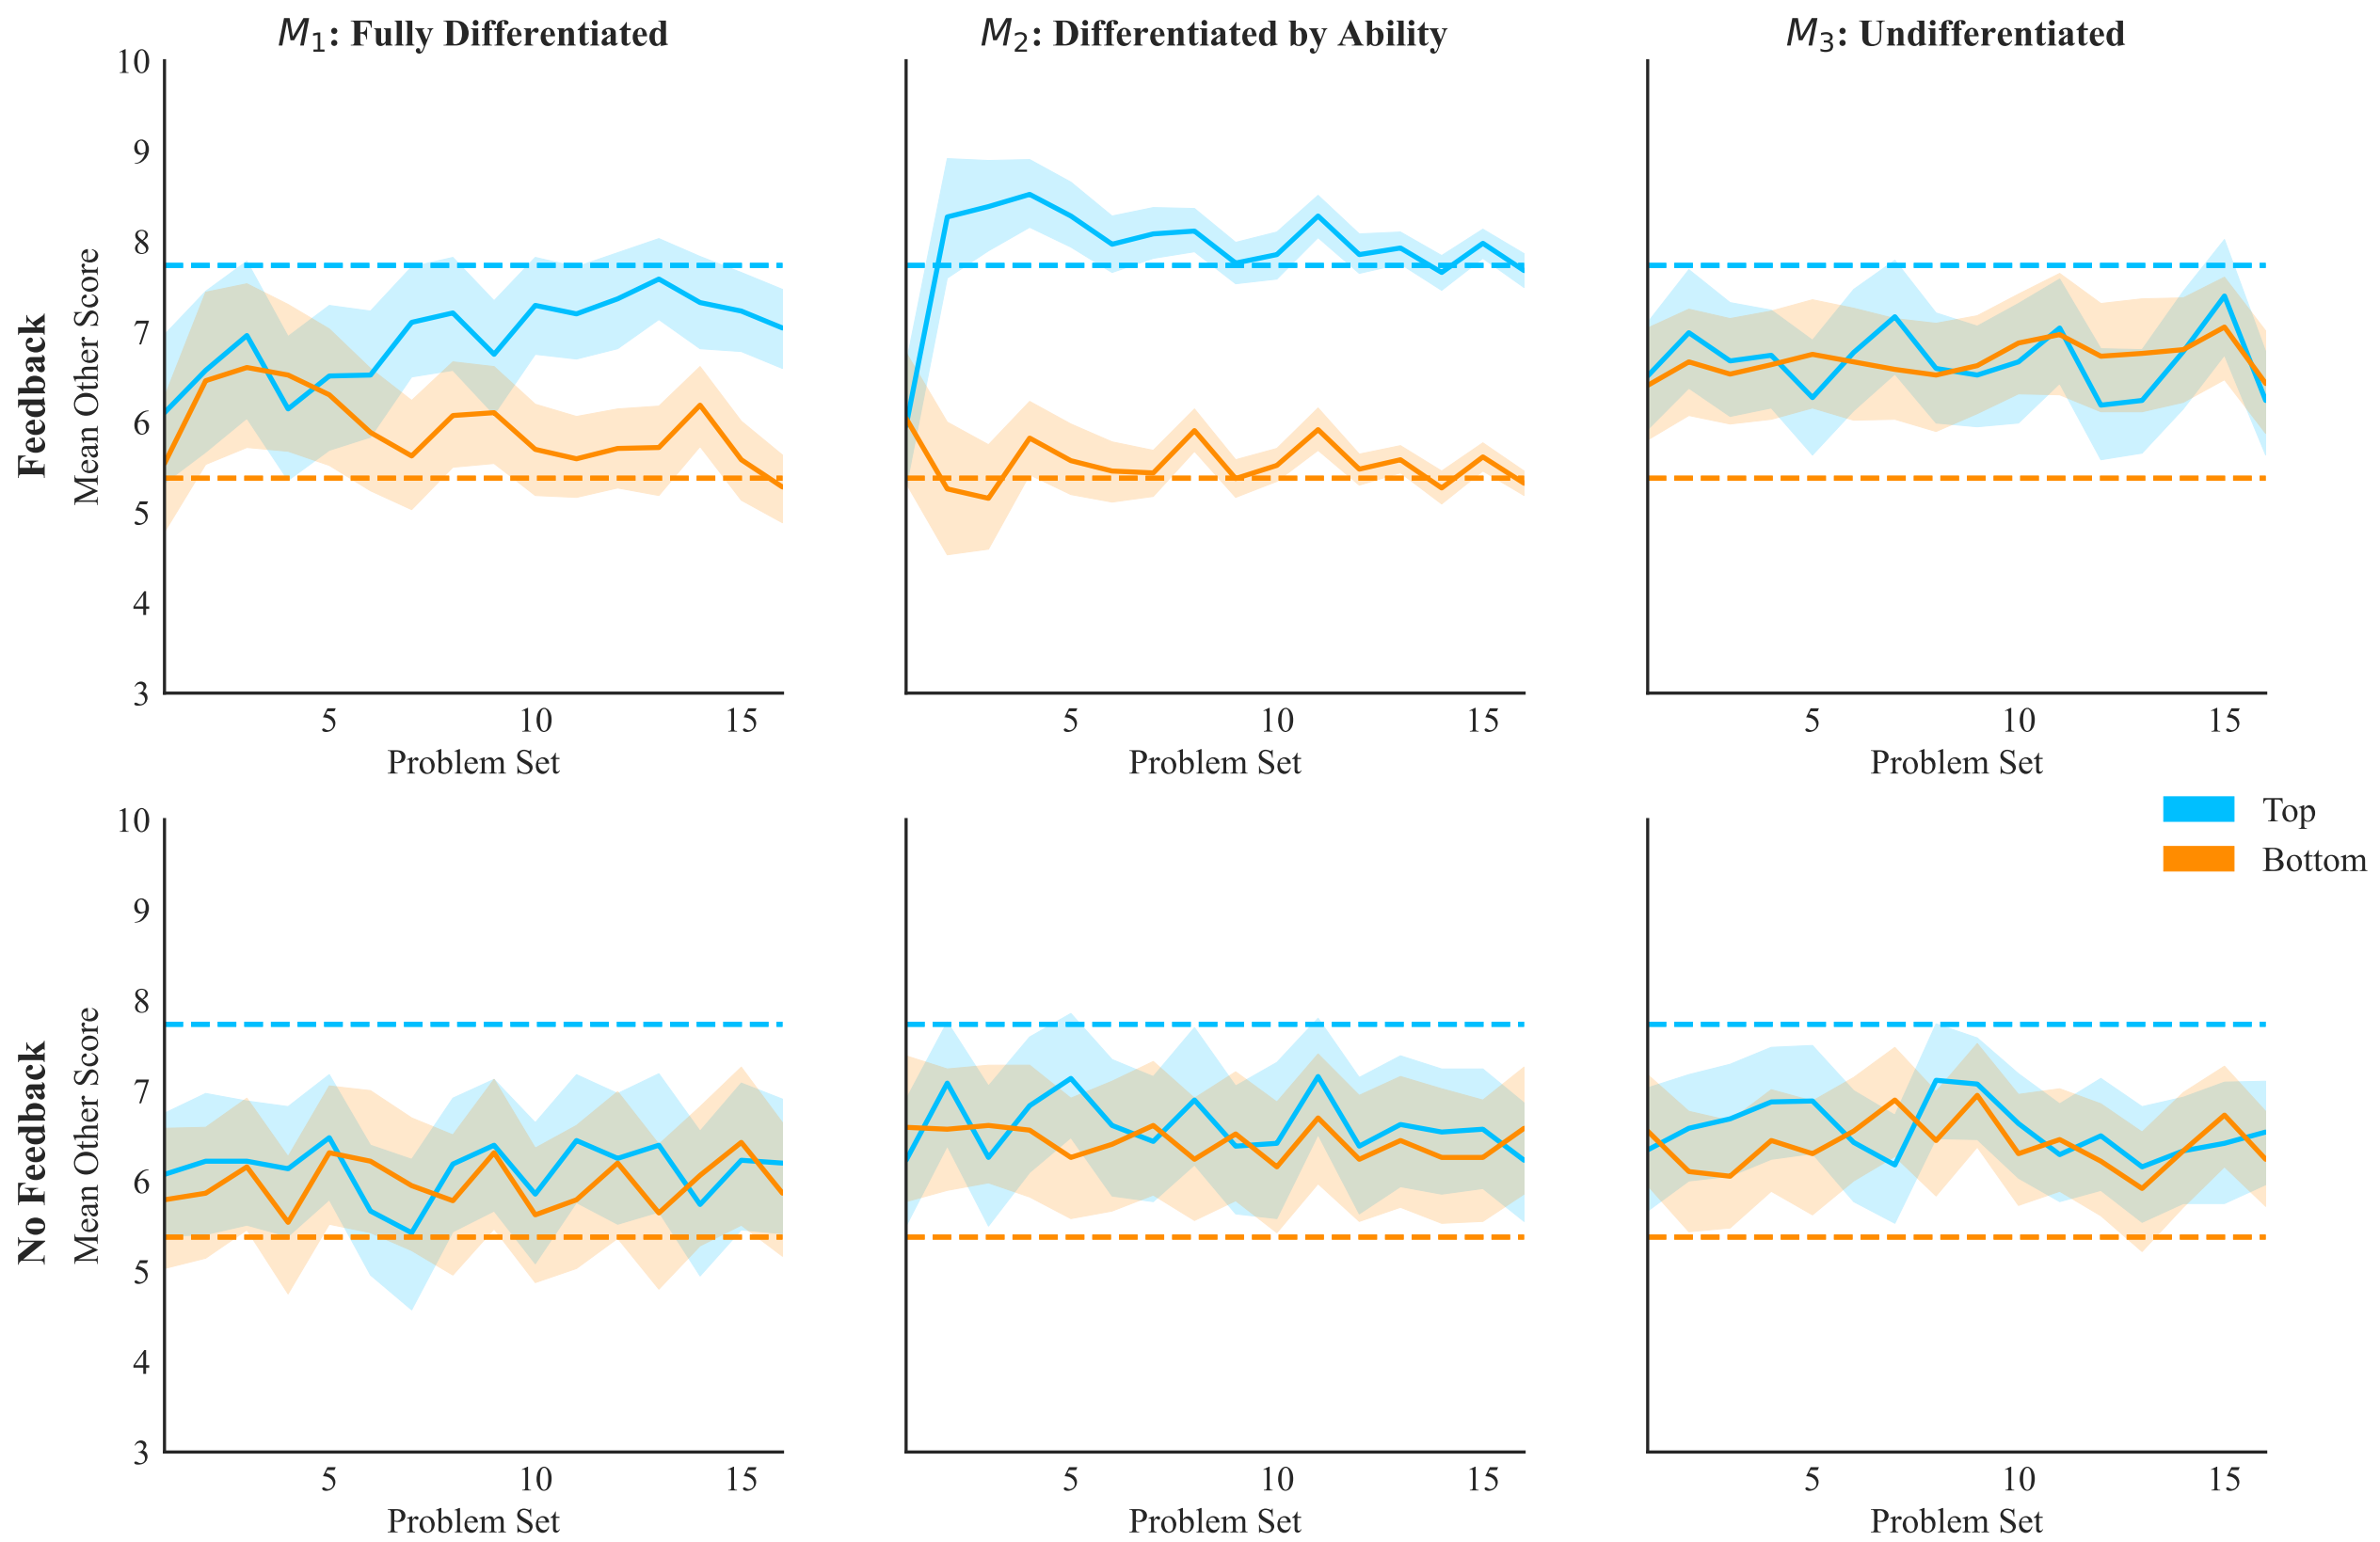 M1: Fully Differentiated
M2: Differentiated by Ability
M3: Undifferentiated
Feedback
Mean Other Score
10
9
8
7
6
5
4
3
5 10 15
Problem Set
5 10 15
Problem Set
5 10 15
Problem Set
Top
Bottom
No Feedback
Mean Other Score
10
9
8
7
6
5
4
3
5 10 15
Problem Set
5 10 15
Problem Set
5 10 15
Problem Set